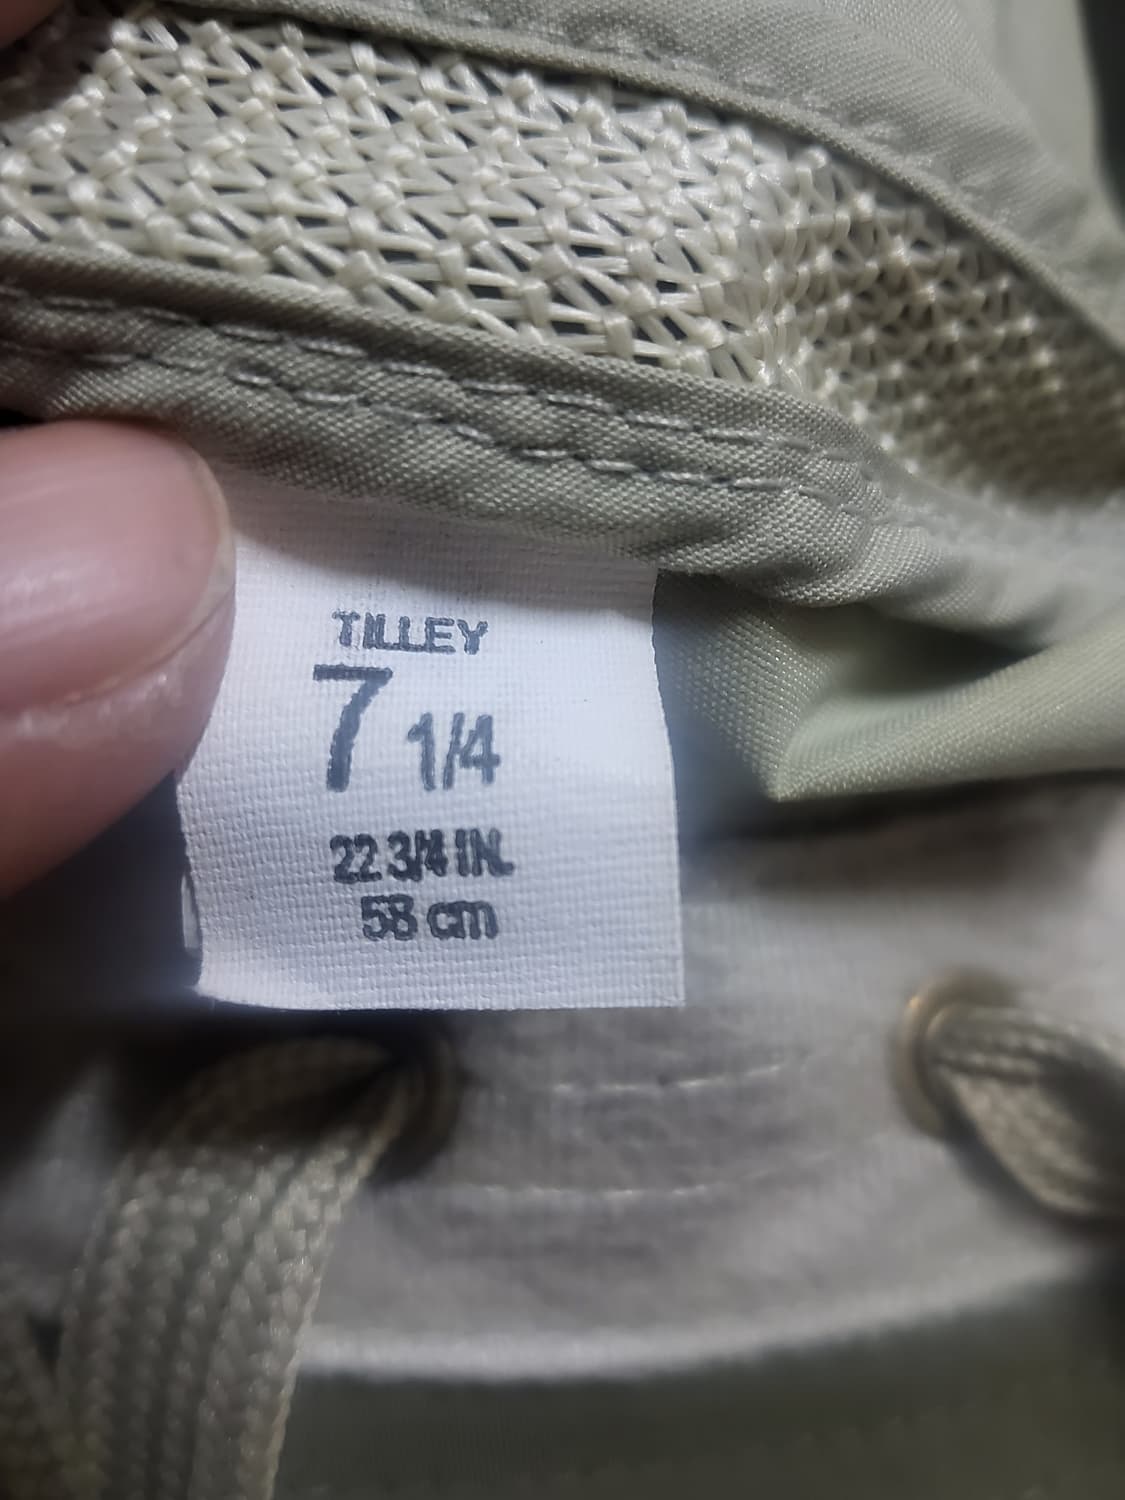 TILLEY
7 1/4
22 3/4 IN.
58 cm